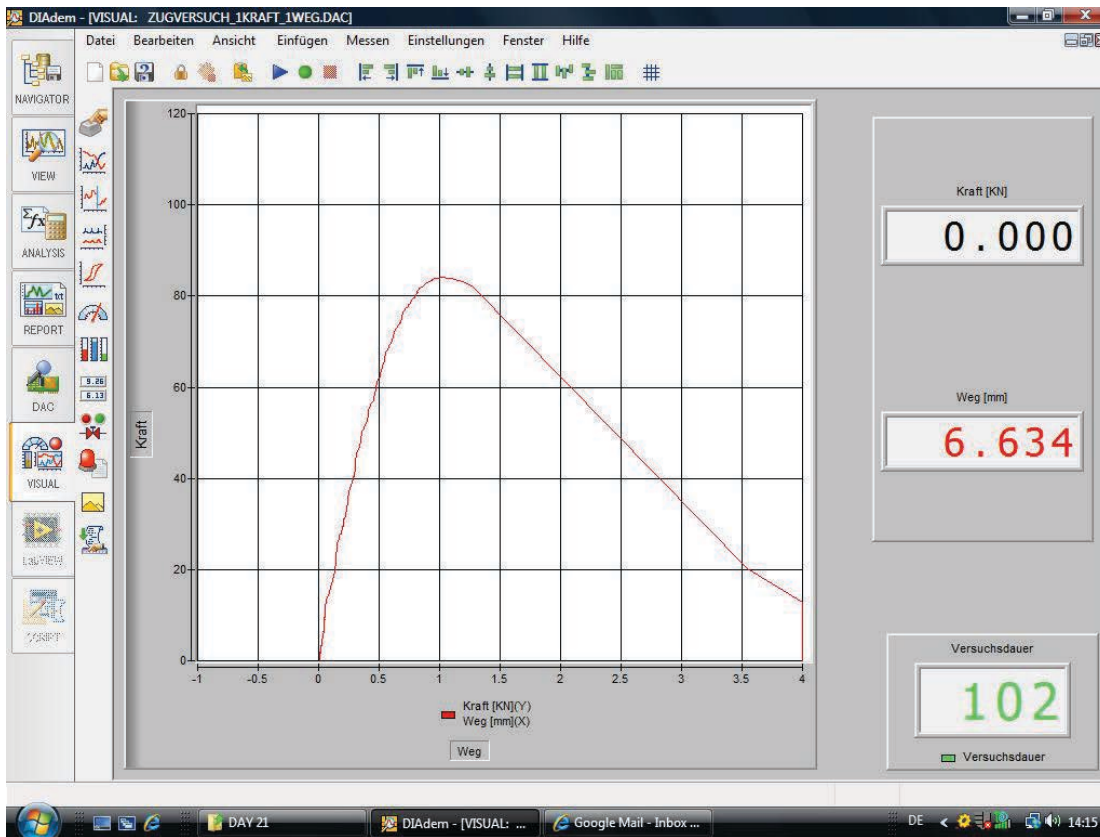 DIAdem - [VISUAL:   ZUGVERSUCH_1KRAFT_1WEG.DAC]
Datei Bearbeiten Ansicht Einfügen Messen Einstellungen Fenster Hilfe
NAVIGATOR
VIEW
ANALYSIS
REPORT
DAC
VISUAL
LabVIEW
SCRIPT
Σfx
txt
9.26
6.13
120
100
80
60
40
20
0
-1 -0.5 0 0.5 1 1.5 2 2.5 3 3.5 4
Kraft
Kraft [KN](Y)
Weg [mm](X)
Weg
Kraft [KN]
0.000
Weg [mm]
6.634
Versuchsdauer
102
Versuchsdauer
DAY 21
DIAdem - [VISUAL: ...
Google Mail - Inbox ...
DE
14:15